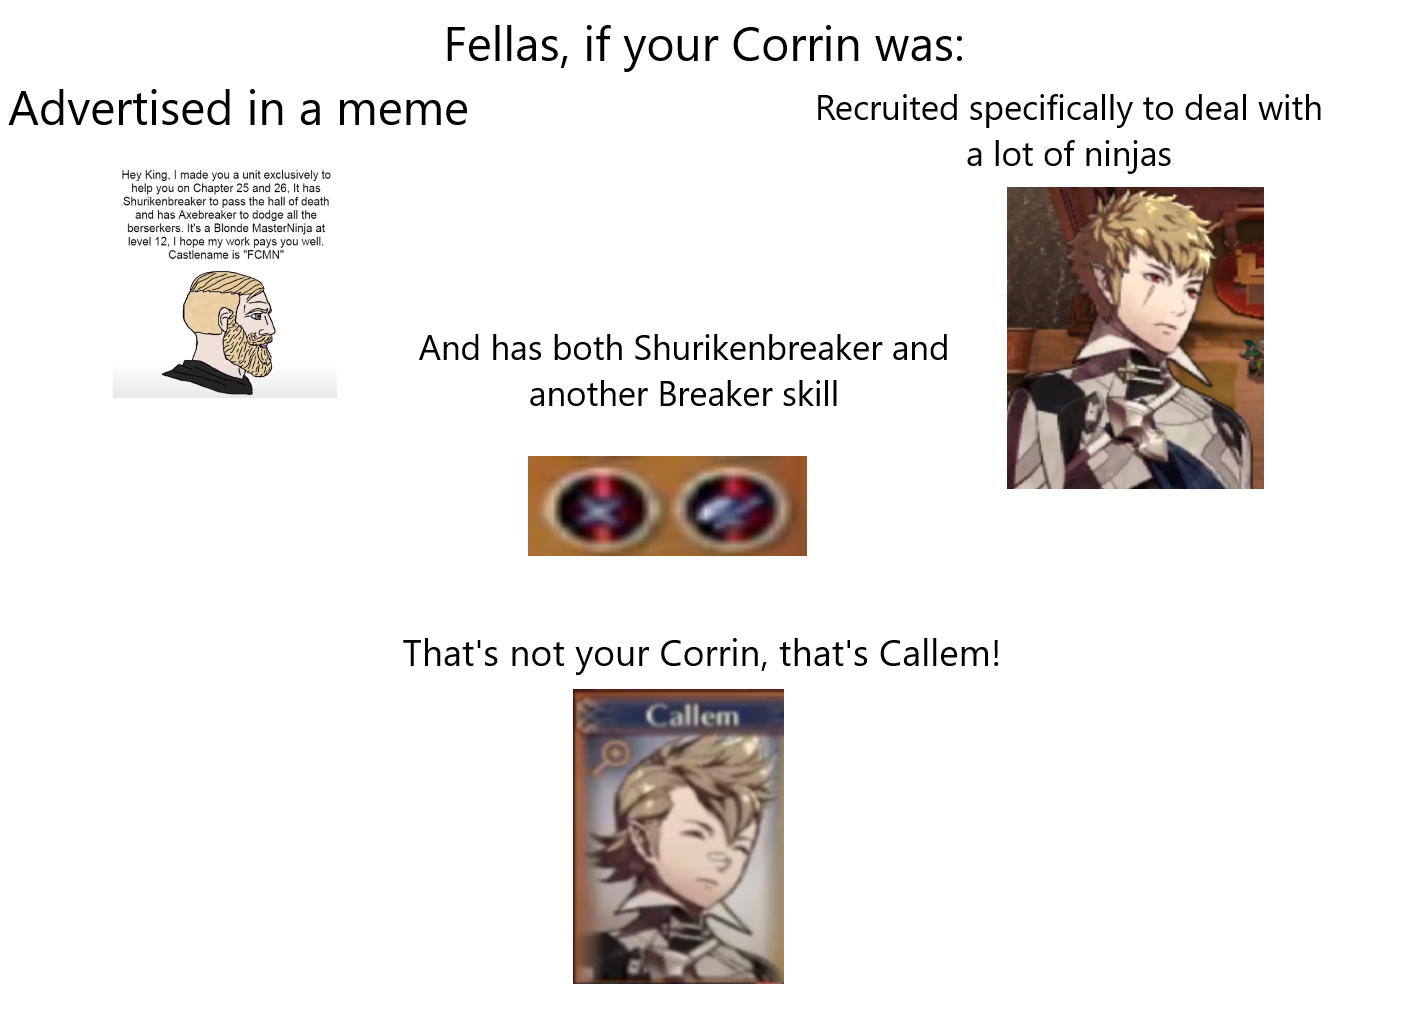 Fellas, if your Corrin was:
Advertised in a meme
Hey King, I made you a unit exclusively to
help you on Chapter 25 and 26, It has
Shurikenbreaker to pass the hall of death
and has Axebreaker to dodge all the
berserkers. It's a Blonde MasterNinja at
level 12, I hope my work pays you well.
Castlename is "FCMN"
Recruited specifically to deal with
a lot of ninjas
And has both Shurikenbreaker and
another Breaker skill
That's not your Corrin, that's Callem!
Callem